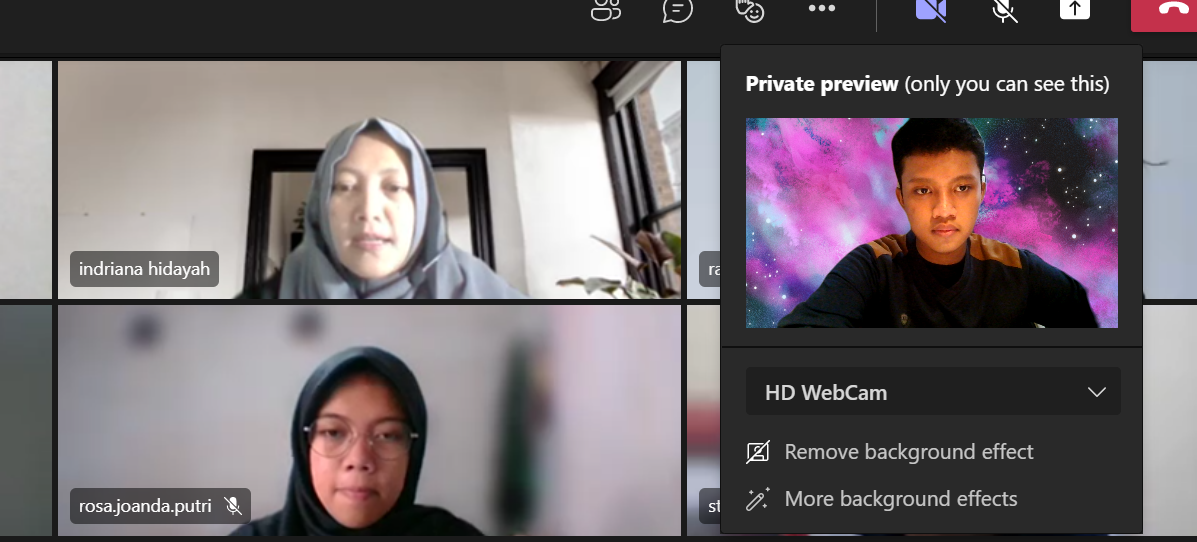 Private preview (only you can see this)
indriana hidayah
ra
HD WebCam
Remove background effect
More background effects
rosa.joanda.putri
st